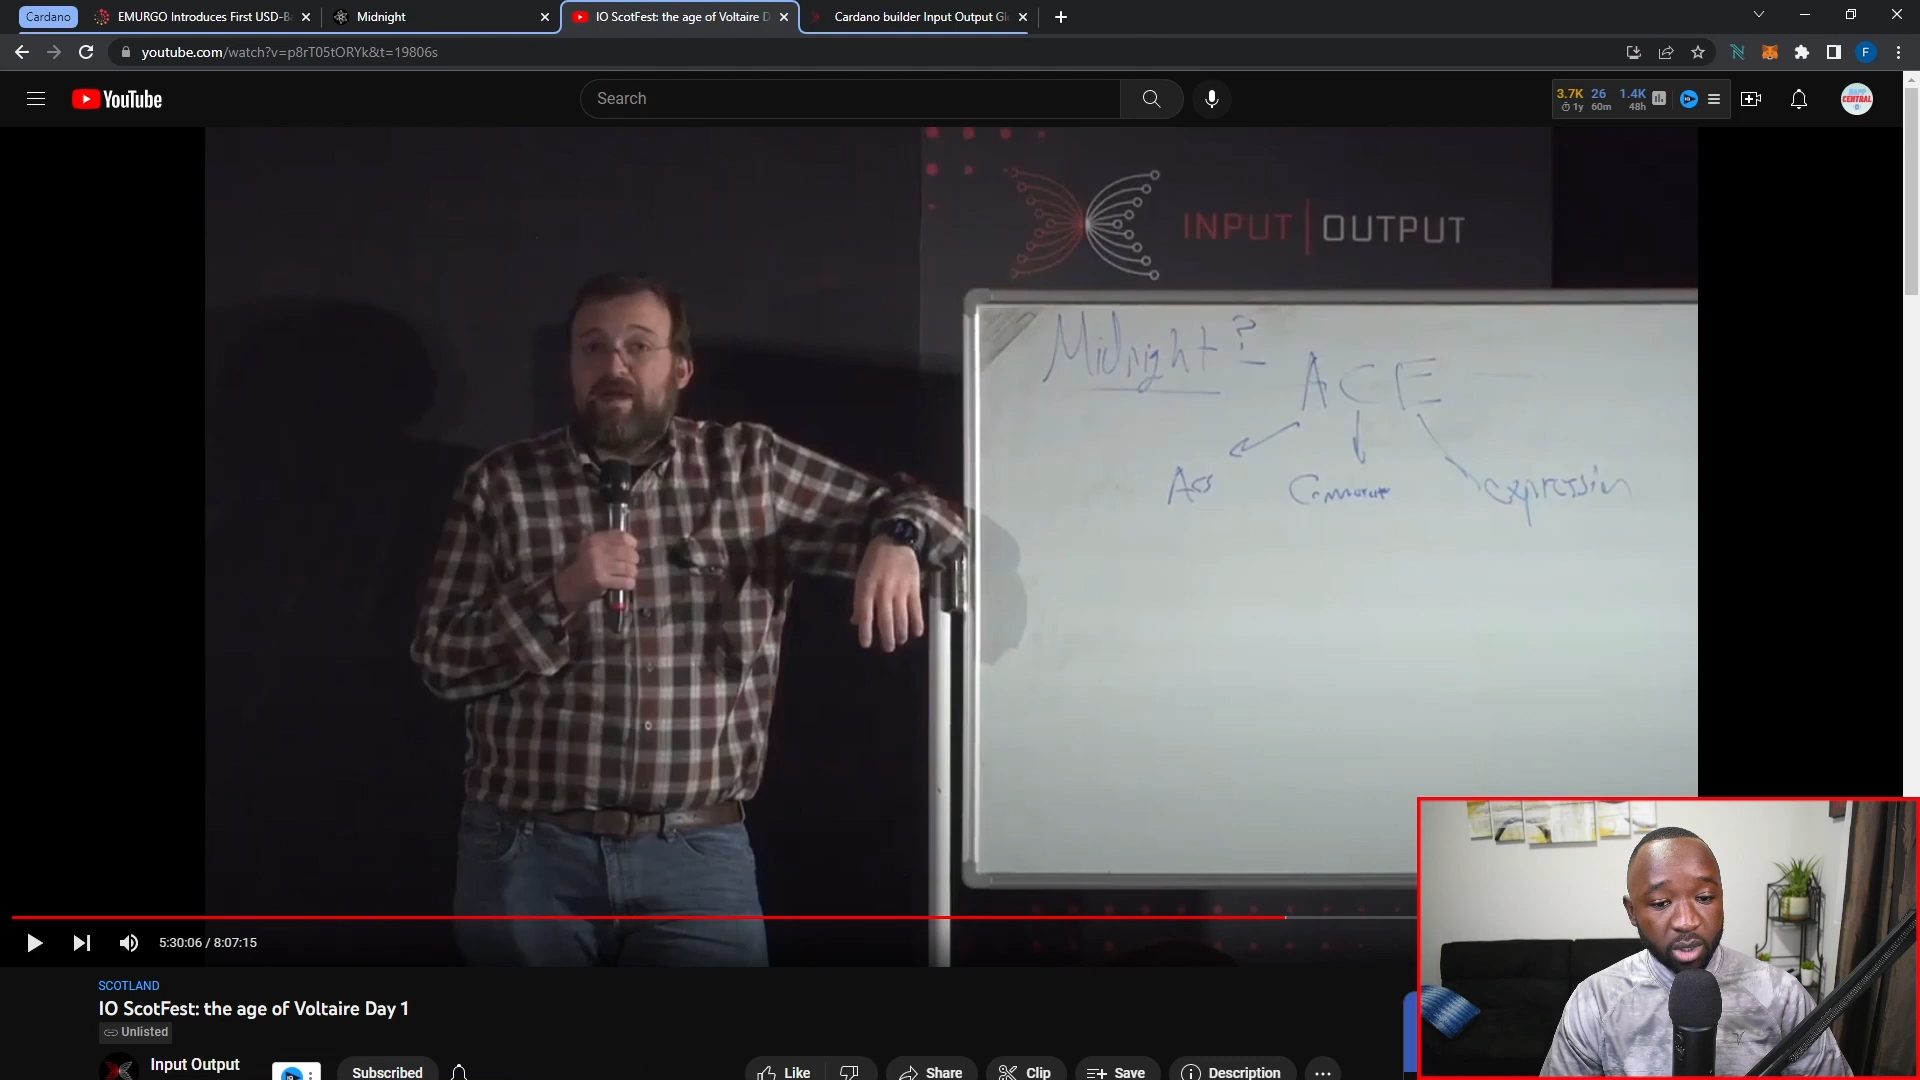 Cardano
EMURGO Introduces First USD-Ba
Midnight
IO ScotFest: the age of Voltaire D
Cardano builder Input Output Gl
youtube.com/watch?v=p8rT05tORYk&t=19806s
F
YouTube
Search
3.7K 26 1.4K
1y 60m 48h
CENTRAL
INPUT | OUTPUT
Midnight?
ACE
expression
5:30:06 / 8:07:15
SCOTLAND
IO ScotFest: the age of Voltaire Day 1
Unlisted
Input Output
Subscribed
Like
Share
Clip
Save
Description